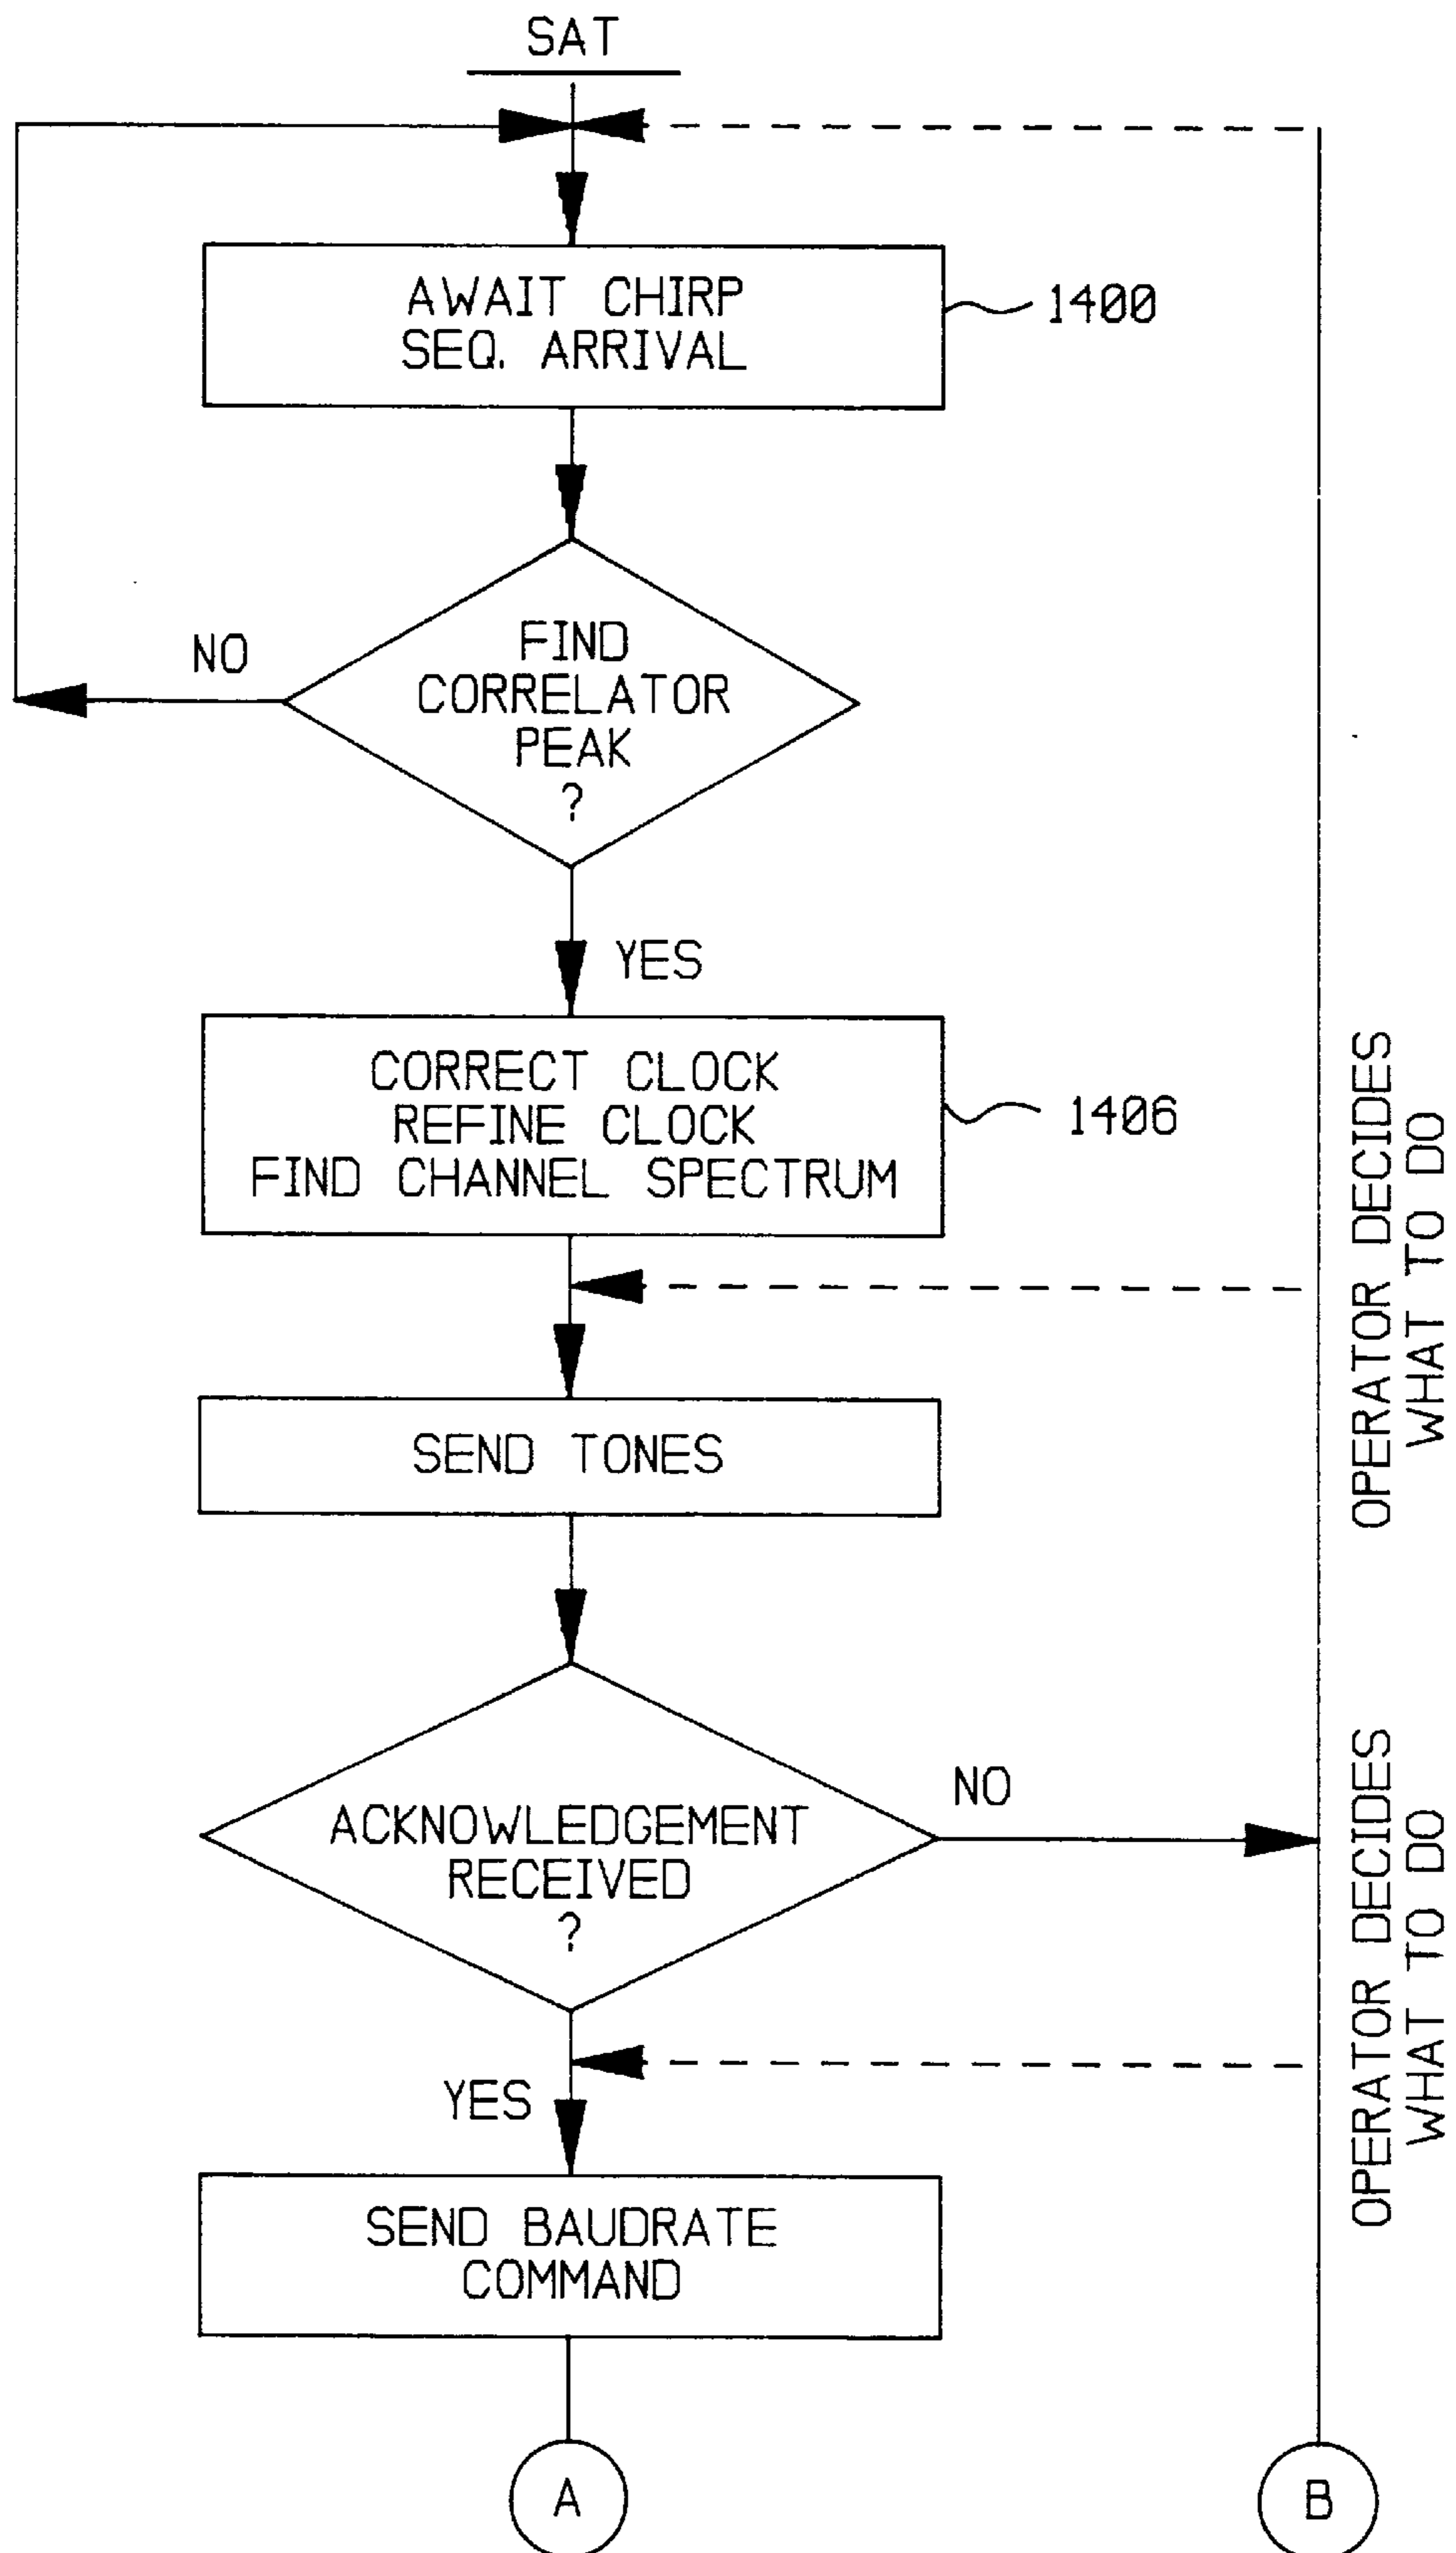 SAT
AWAIT CHIRP
SEQ. ARRIVAL
1400
FIND
CORRELATOR
PEAK
?
NO
YES
CORRECT CLOCK
REFINE CLOCK
FIND CHANNEL SPECTRUM
1406
OPERATOR DECIDES
WHAT TO DO
SEND TONES
ACKNOWLEDGEMENT
RECEIVED
?
NO
OPERATOR DECIDES
WHAT TO DO
YES
SEND BAUDRATE
COMMAND
A
B